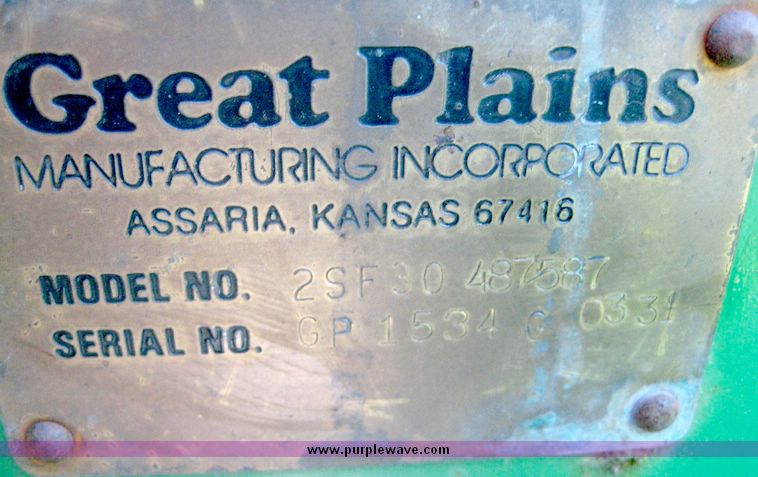 Great Plains
MANUFACTURING INCORPORATED
ASSARIA, KANSAS 67416
MODEL NO. 2SF30 487587
SERIAL NO. GP 1534 C 0331
www.purplewave.com